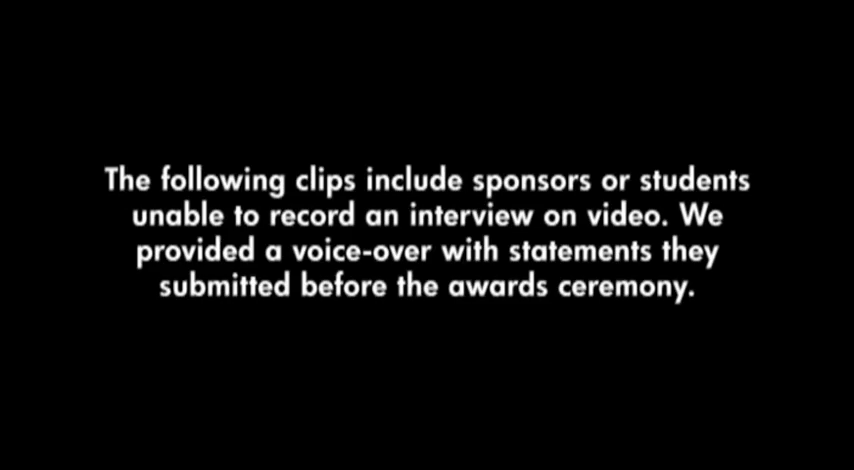 The following clips include sponsors or students
unable to record an interview on video. We
provided a voice-over with statements they
submitted before the awards ceremony.